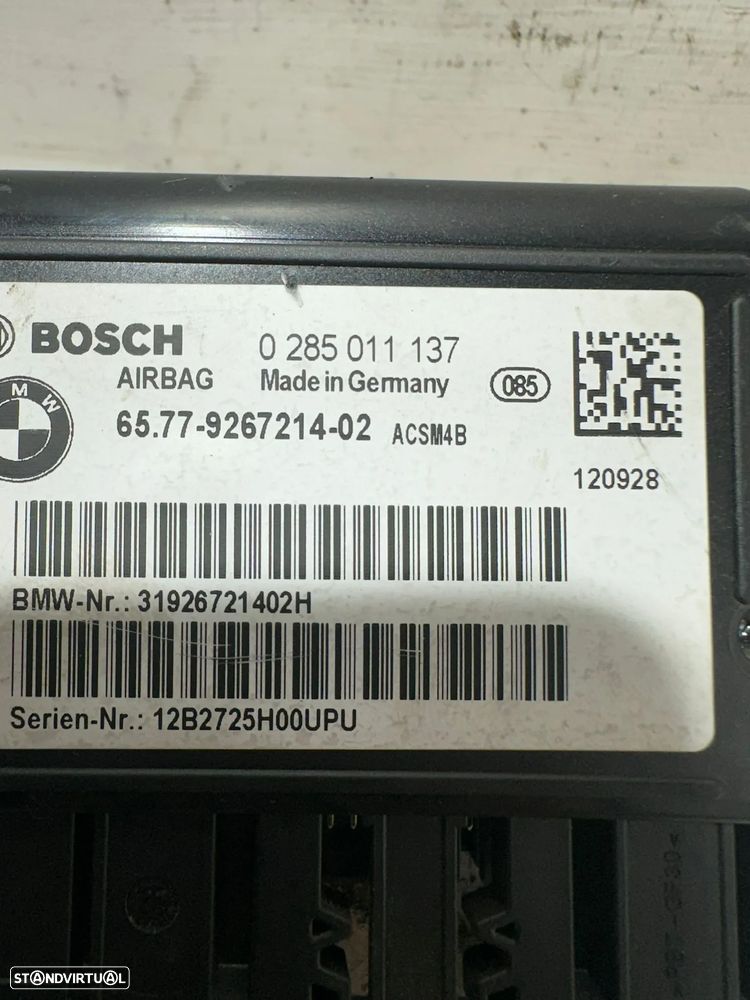 BOSCH 0 285 011 137
AIRBAG Made in Germany 085
BMW
65.77-9267214-02 ACSM4B
120928
BMW-Nr.: 31926721402H
Serien-Nr.: 12B2725H00UPU
STANDVIRTUAL